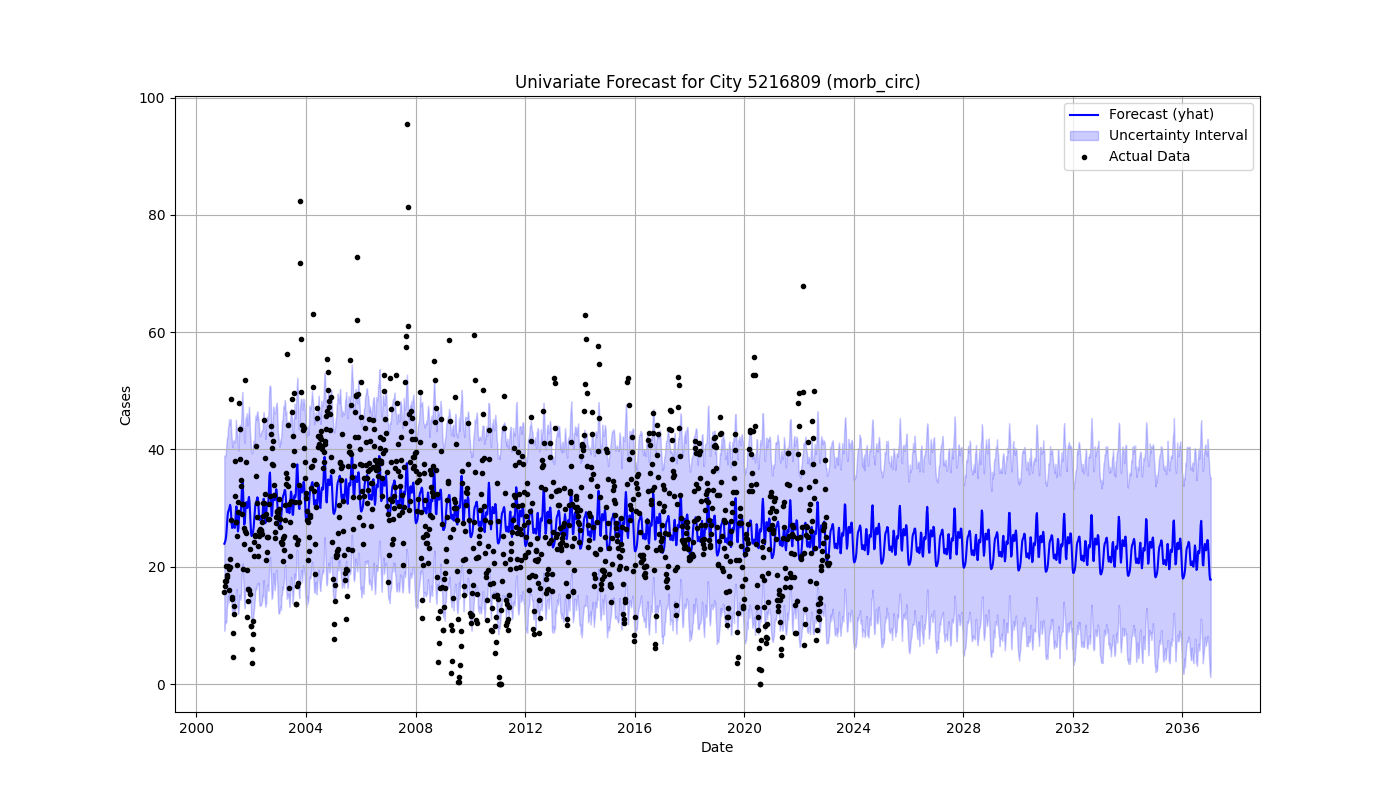 Univariate Forecast for City 5216809 (morb_circ)
Forecast (yhat)
Uncertainty Interval
Actual Data
100
80
60
40
20
0
Cases
2000 2004 2008 2012 2016 2020 2024 2028 2032 2036
Date